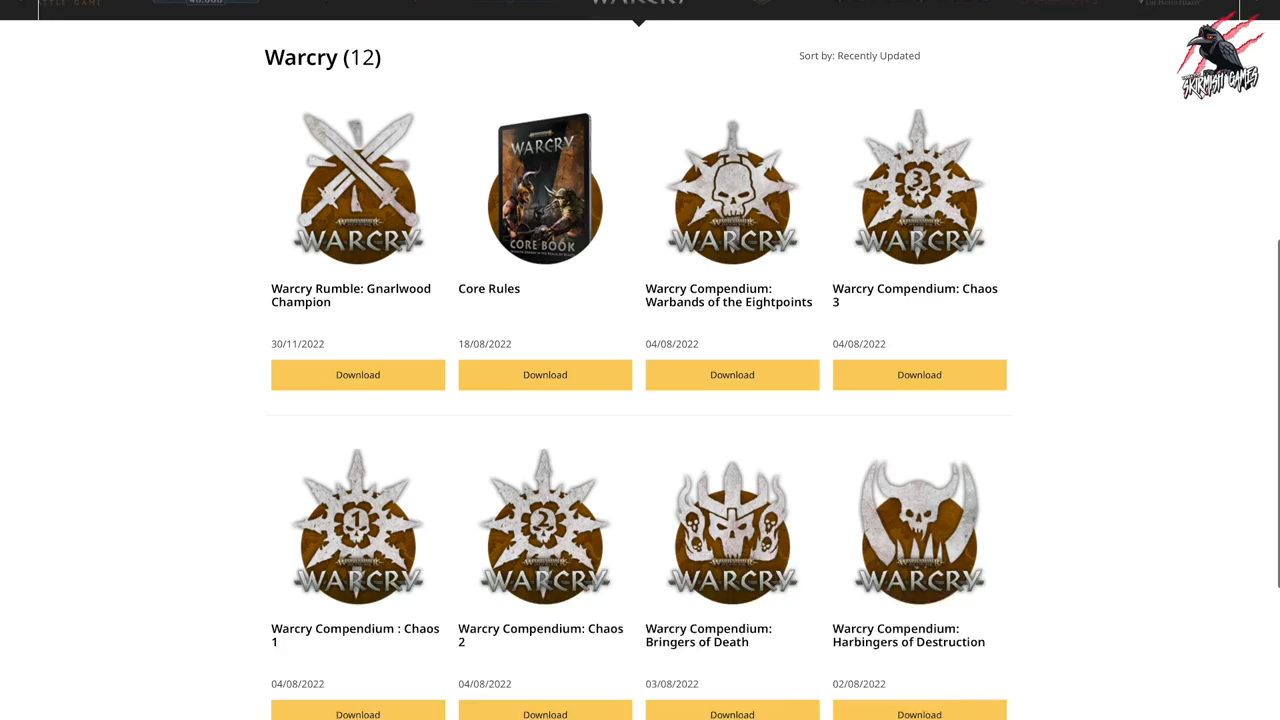 Warcry (12)
Sort by: Recently Updated
SKIRMISH GAMES
WARCRY
CORE BOOK
WARCRY
WARCRY
WARCRY
Warcry Rumble: Gnarlwood
Champion
Core Rules
Warcry Compendium:
Warbands of the Eightpoints
Warcry Compendium: Chaos
3
30/11/2022
18/08/2022
04/08/2022
04/08/2022
Download
Download
Download
Download
1
2
WARCRY
WARCRY
WARCRY
WARCRY
Warcry Compendium : Chaos
1
Warcry Compendium: Chaos
2
Warcry Compendium:
Bringers of Death
Warcry Compendium:
Harbingers of Destruction
04/08/2022
04/08/2022
03/08/2022
02/08/2022
Download
Download
Download
Download